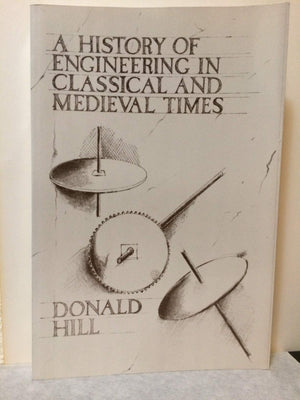 A HISTORY OF
ENGINEERING IN
CLASSICAL AND
MEDIEVAL TIMES
DONALD
HILL